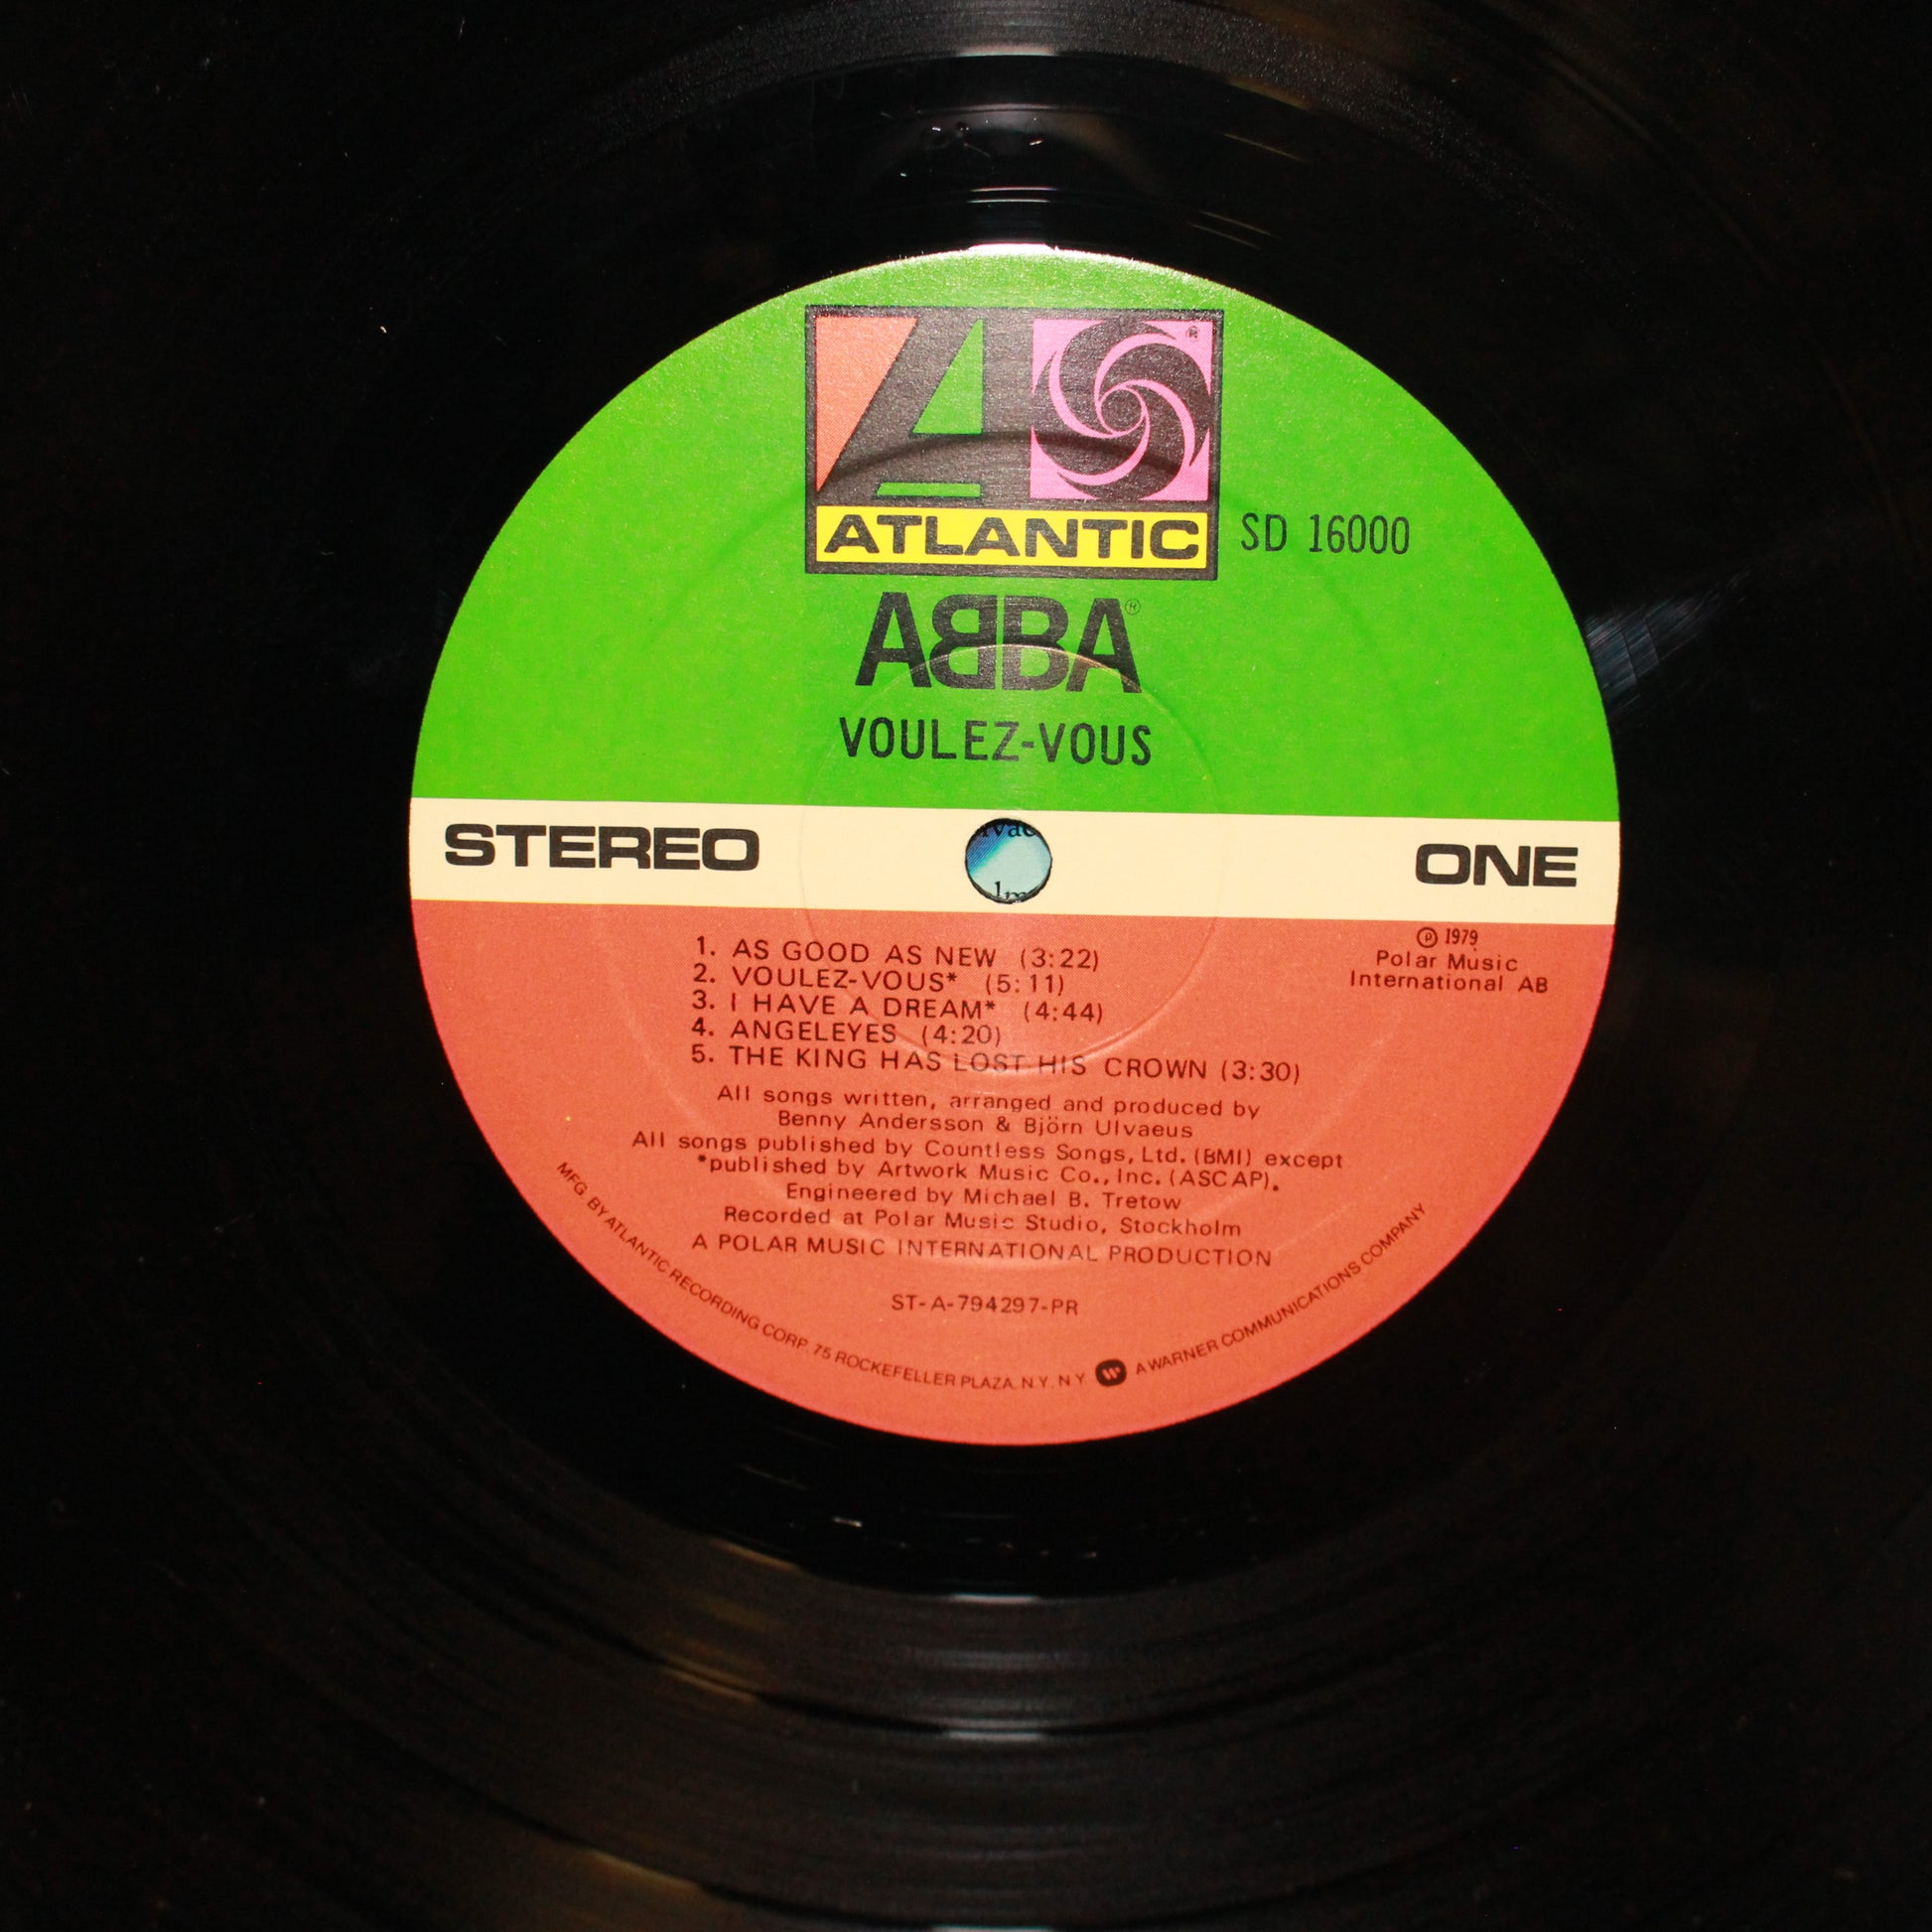 ATLANTIC
SD 16000
ABBA®
VOULEZ-VOUS
STEREO
ONE
1. AS GOOD AS NEW (3:22)
2. VOULEZ-VOUS* (5:11)
3. I HAVE A DREAM* (4:44)
4. ANGELEYES (4:20)
5. THE KING HAS LOST HIS CROWN (3:30)
℗ 1979
Polar Music
International AB
All songs written, arranged and produced by
Benny Andersson & Björn Ulvaeus
All songs published by Countless Songs, Ltd. (BMI) except
*published by Artwork Music Co., Inc. (ASCAP).
Engineered by Michael B. Tretow
Recorded at Polar Music Studio, Stockholm
A POLAR MUSIC INTERNATIONAL PRODUCTION
ST-A-794297-PR
MFG. BY ATLANTIC RECORDING CORP. 75 ROCKEFELLER PLAZA. N.Y. N.Y. A WARNER COMMUNICATIONS COMPANY